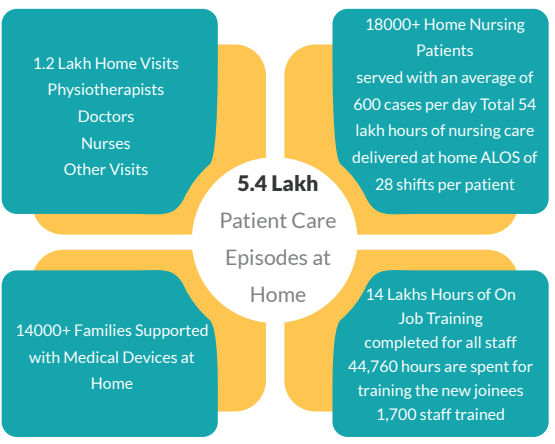 1.2 Lakh Home Visits
Physiotherapists
Doctors
Nurses
Other Visits
18000+ Home Nursing
Patients
served with an average of
600 cases per day Total 54
lakh hours of nursing care
delivered at home ALOS of
28 shifts per patient
5.4 Lakh
Patient Care
Episodes at
Home
14000+ Families Supported
with Medical Devices at
Home
14 Lakhs Hours of On
Job Training
completed for all staff
44,760 hours are spent for
training the new joinees
1,700 staff trained